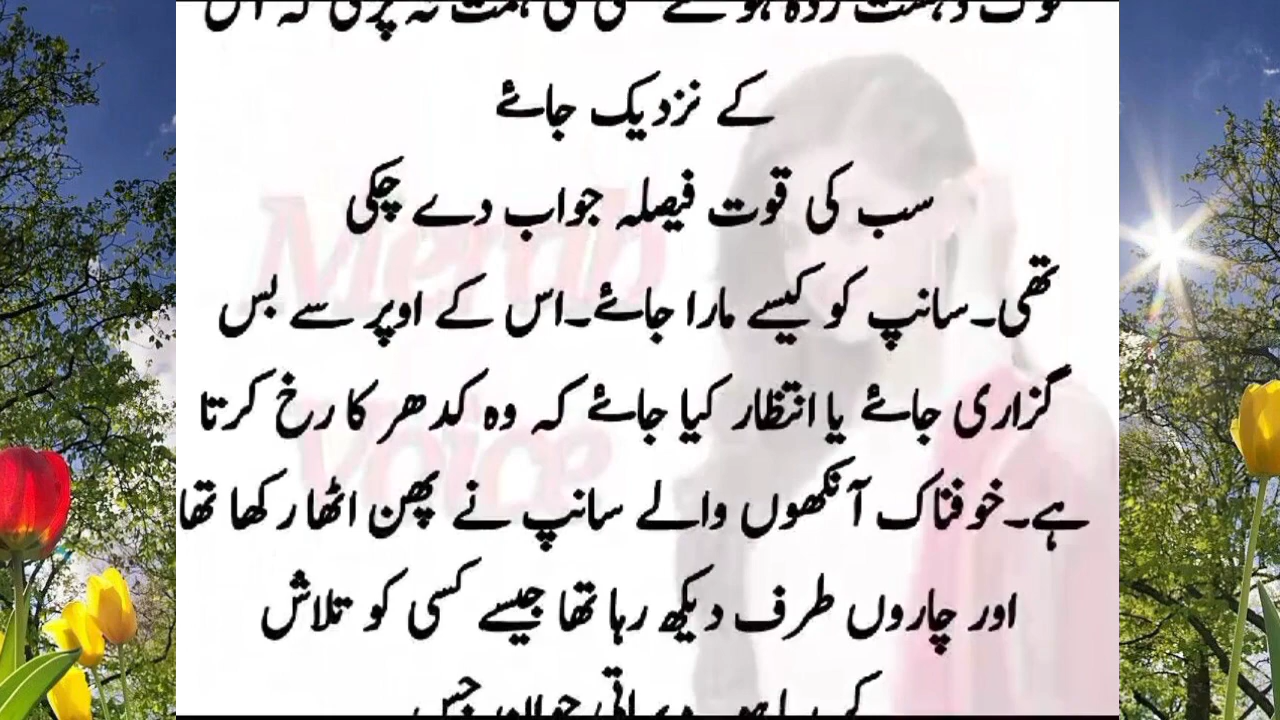 کے نزدیک جائے
سب کی قوت فیصلہ جواب دے چکی
تھی۔سانپ کو کیسے مارا جائے۔اس کے اوپر سے بس
گزاری جائے یا انتظار کیا جائے کہ وہ کدھر کا رخ کرتا
ہے۔خوفناک آنکھوں والے سانپ نے پھن اٹھا رکھا تھا
اور چاروں طرف دیکھ رہا تھا جیسے کسی کو تلاش
Merab
Voice